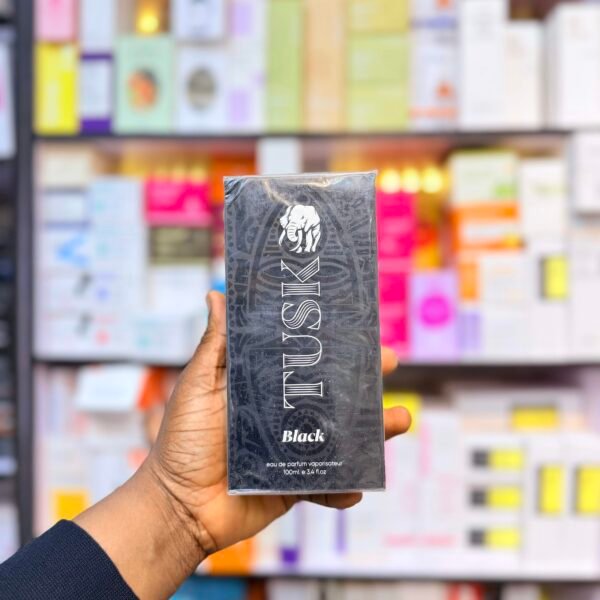 TUSK
Black
eau de parfum vaporisateur
100ml e 3.4 fl.oz